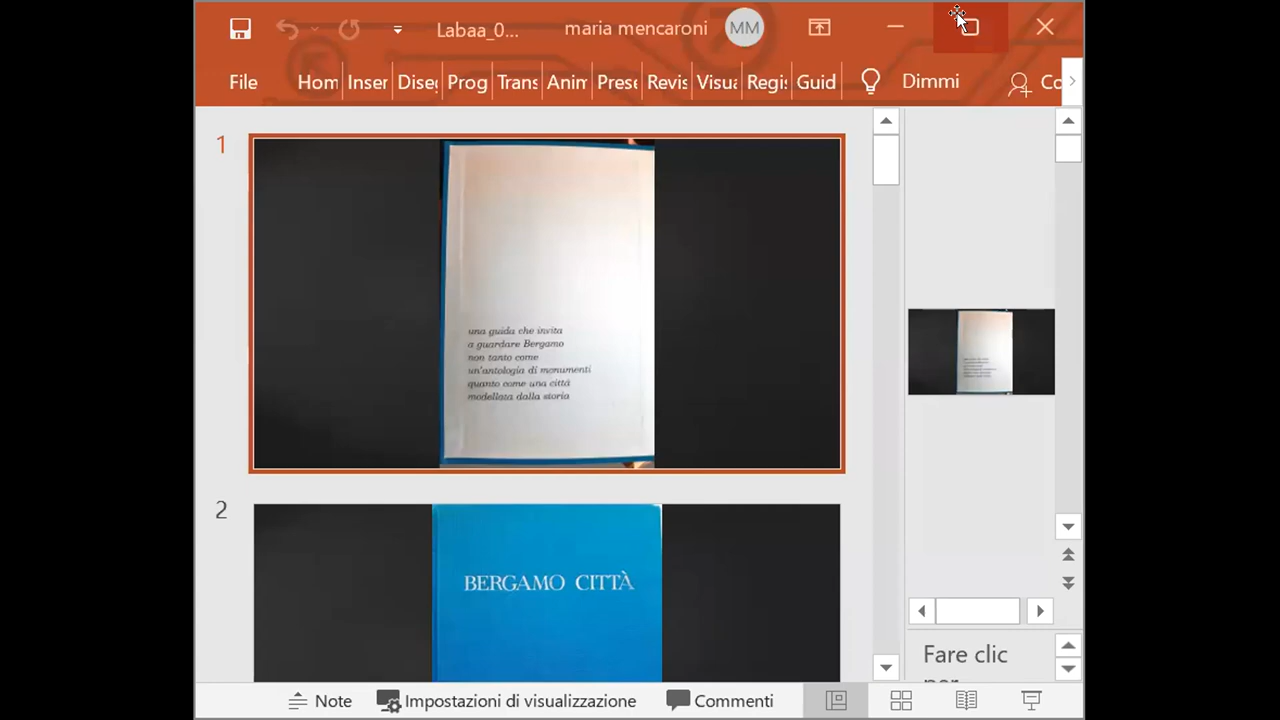 Labaa_0...
maria mencaroni
MM
File
Hom
Inser
Diseg
Prog
Trans
Anim
Prese
Revis
Visua
Regis
Guid
Dimmi
Co
1
una guida che invita
a guardare Bergamo
non tanto come
un'antologia di monumenti
quanto come una città
modellata dalla storia
2
BERGAMO CITTÀ
Fare clic
per
Note
Impostazioni di visualizzazione
Commenti